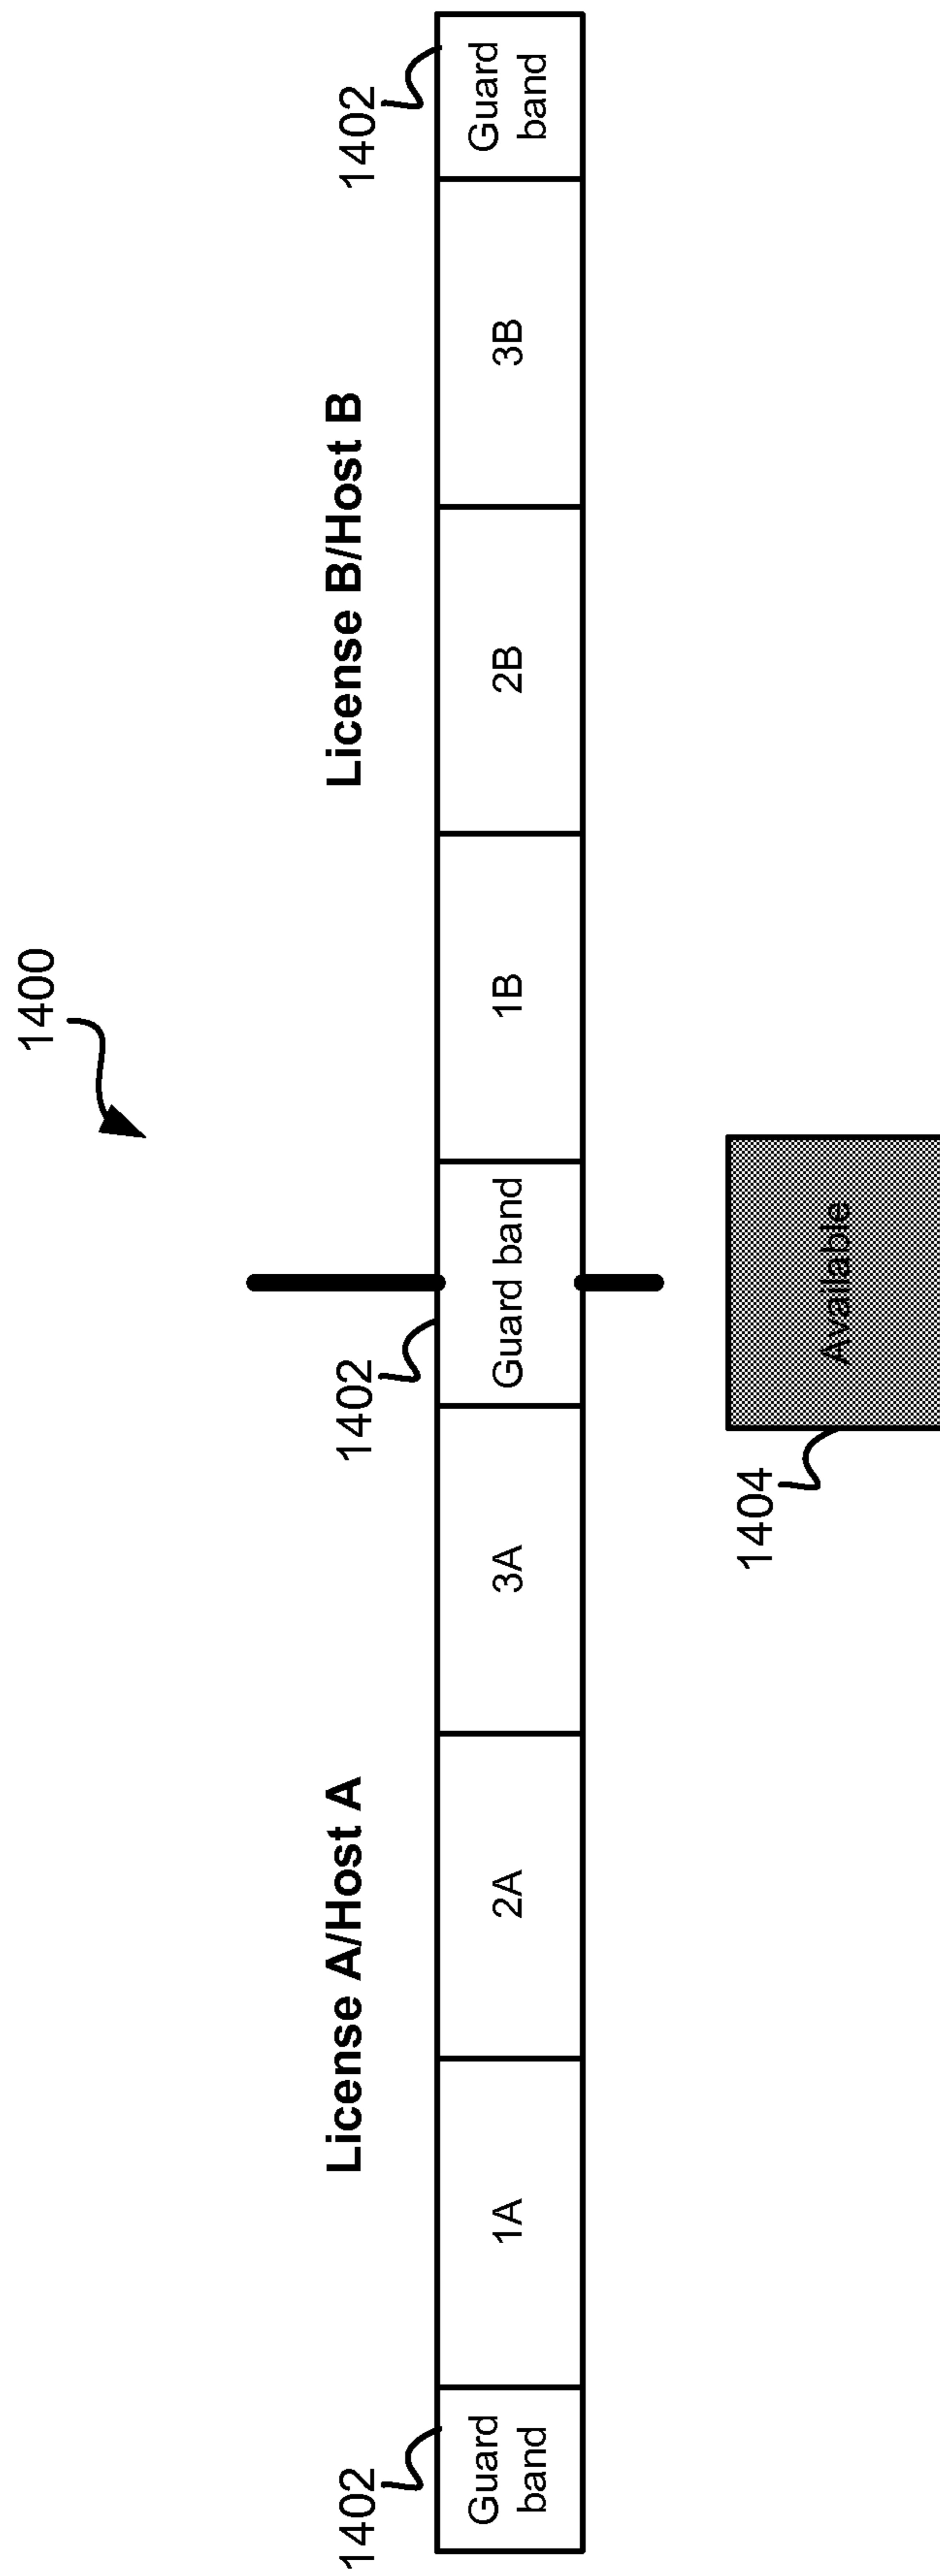 1400
License A/Host A
License B/Host B
1402
1402
1402
Guard
band
1A
2A
3A
Guard band
1B
2B
3B
Guard
band
1404
Available